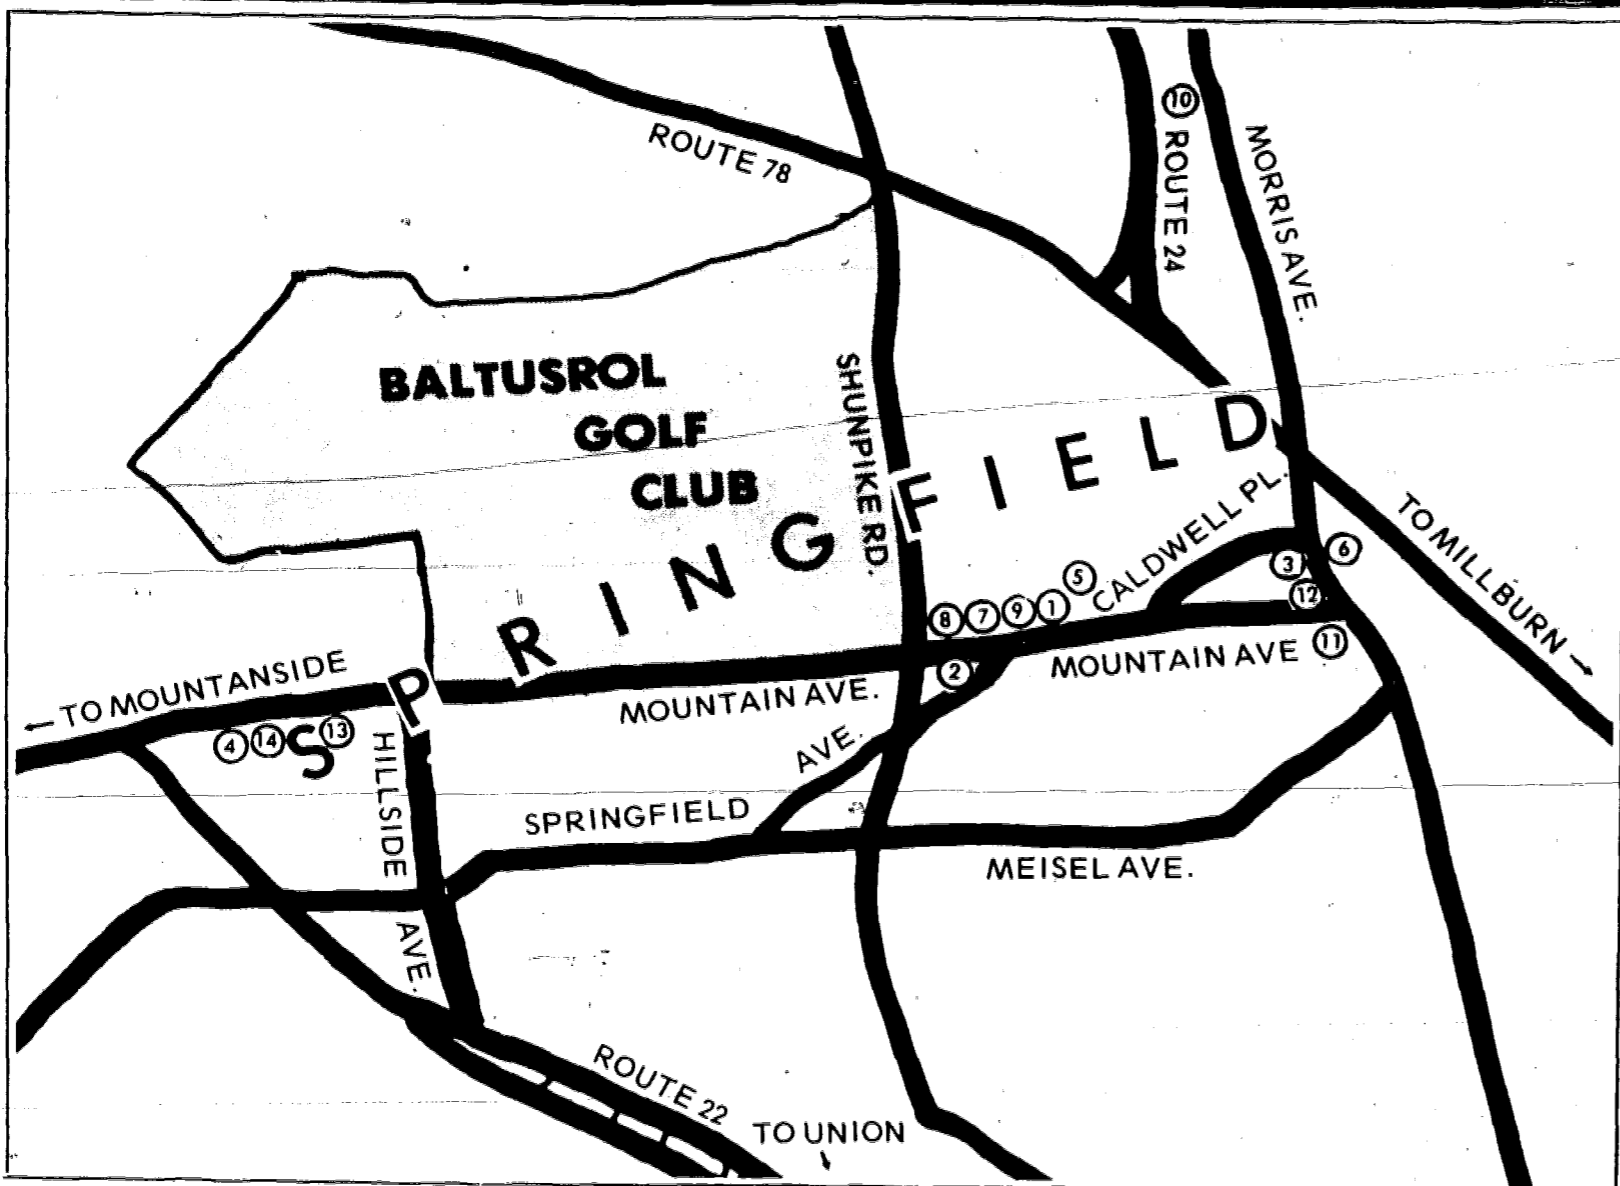 ROUTE 78
10
ROUTE 24
MORRIS AVE.
BALTUSROL
GOLF
CLUB
SHUNPIKE RD.
SPRINGFIELD
CALDWELL PL.
TO MILLBURN →
3
6
12
11
8 7 9 1 5
2
MOUNTAIN AVE
MOUNTAIN AVE.
← TO MOUNTANSIDE
4 14 13
HILLSIDE
AVE.
SPRINGFIELD
AVE.
MEISEL AVE.
ROUTE 22
TO UNION
↓